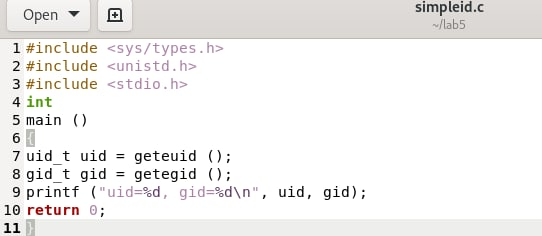 Open
simpleid.c
~/lab5
1 #include <sys/types.h>
2 #include <unistd.h>
3 #include <stdio.h>
4 int
5 main ()
6 {
7 uid_t uid = geteuid ();
8 gid_t gid = getegid ();
9 printf ("uid=%d, gid=%d\n", uid, gid);
10 return 0;
11 }